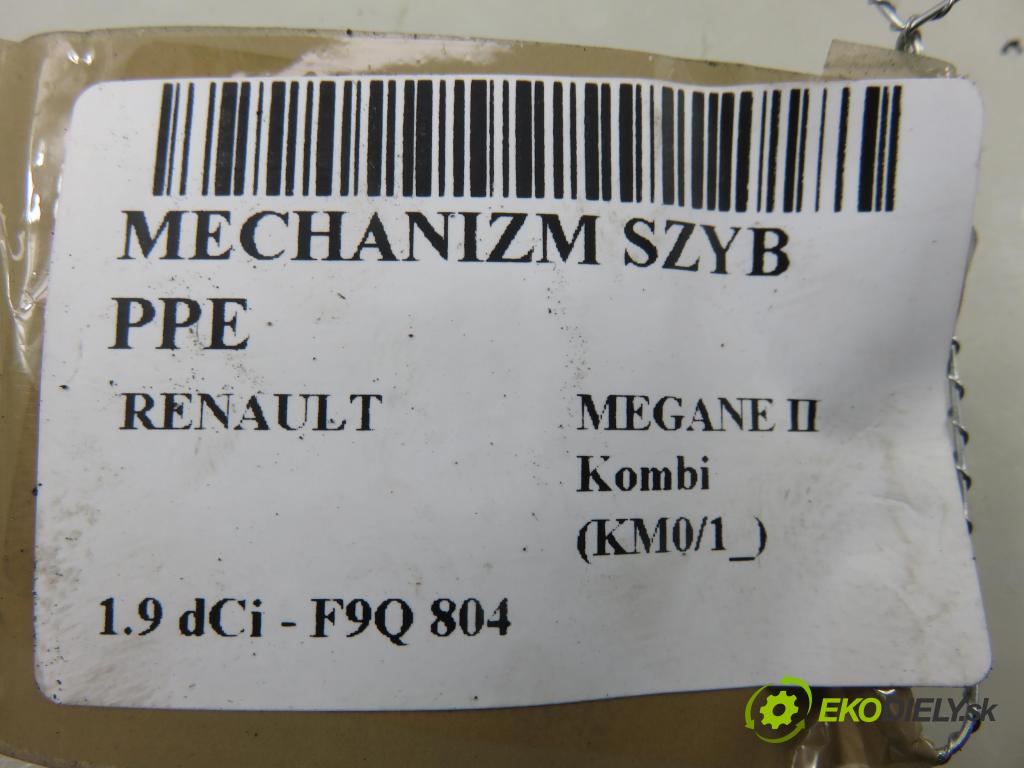 MECHANIZM SZYB
PPE
RENAULT
MEGANE II
Kombi
(KM0/1_)
1.9 dCi - F9Q 804
EKODIELY.sk